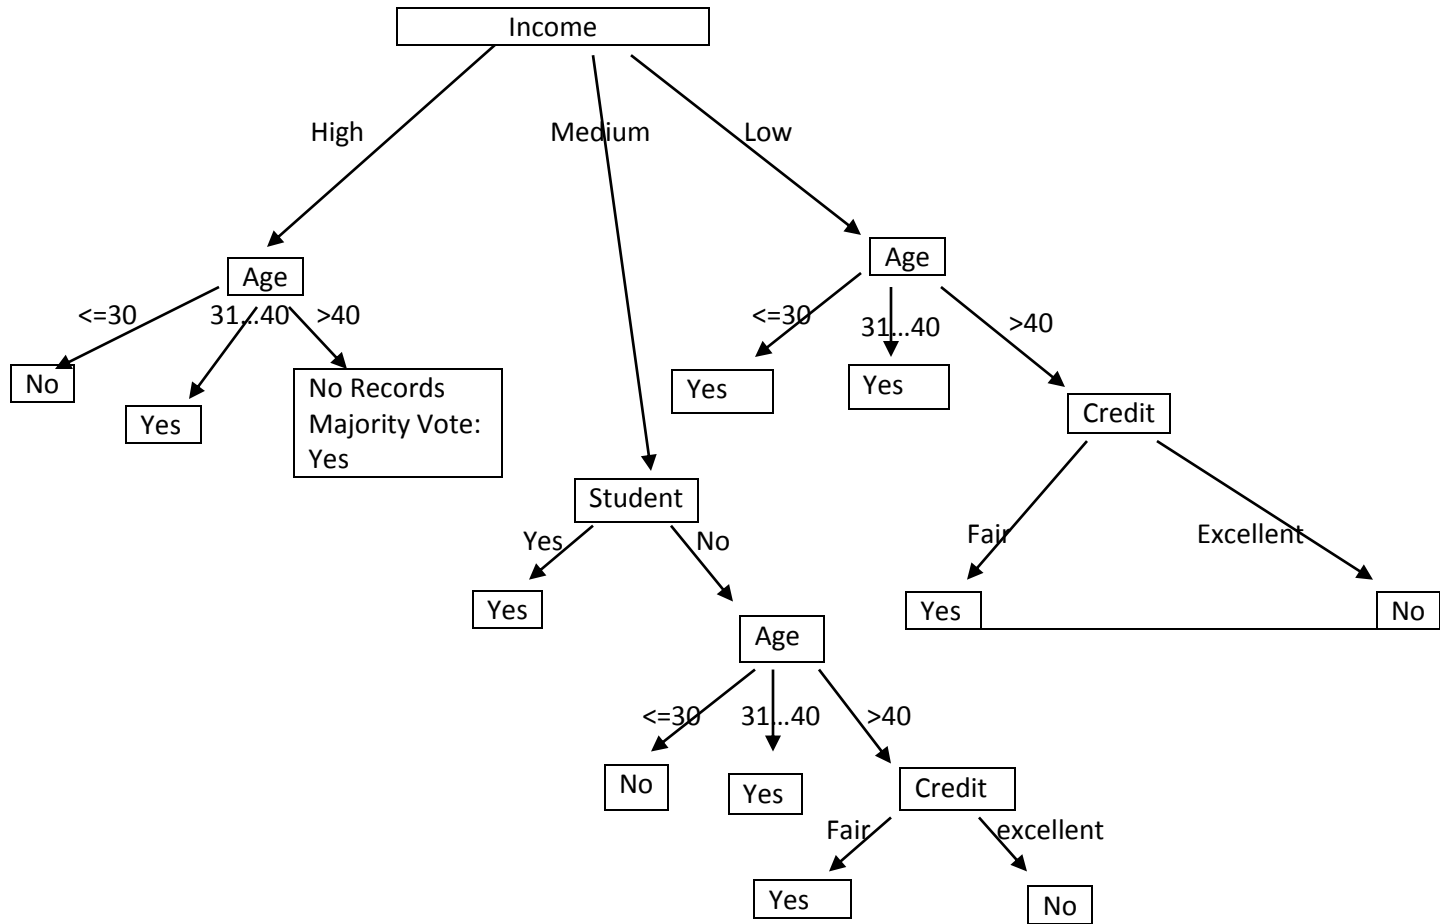 Income
High
Medium
Low
Age
Age
<=30
31...40
>40
<=30
31...40
>40
No
Yes
No Records
Majority Vote:
Yes
Yes
Yes
Credit
Student
Fair
Excellent
Yes
No
Yes
Yes
No
Age
<=30
31...40
>40
No
Yes
Credit
Fair
excellent
Yes
No